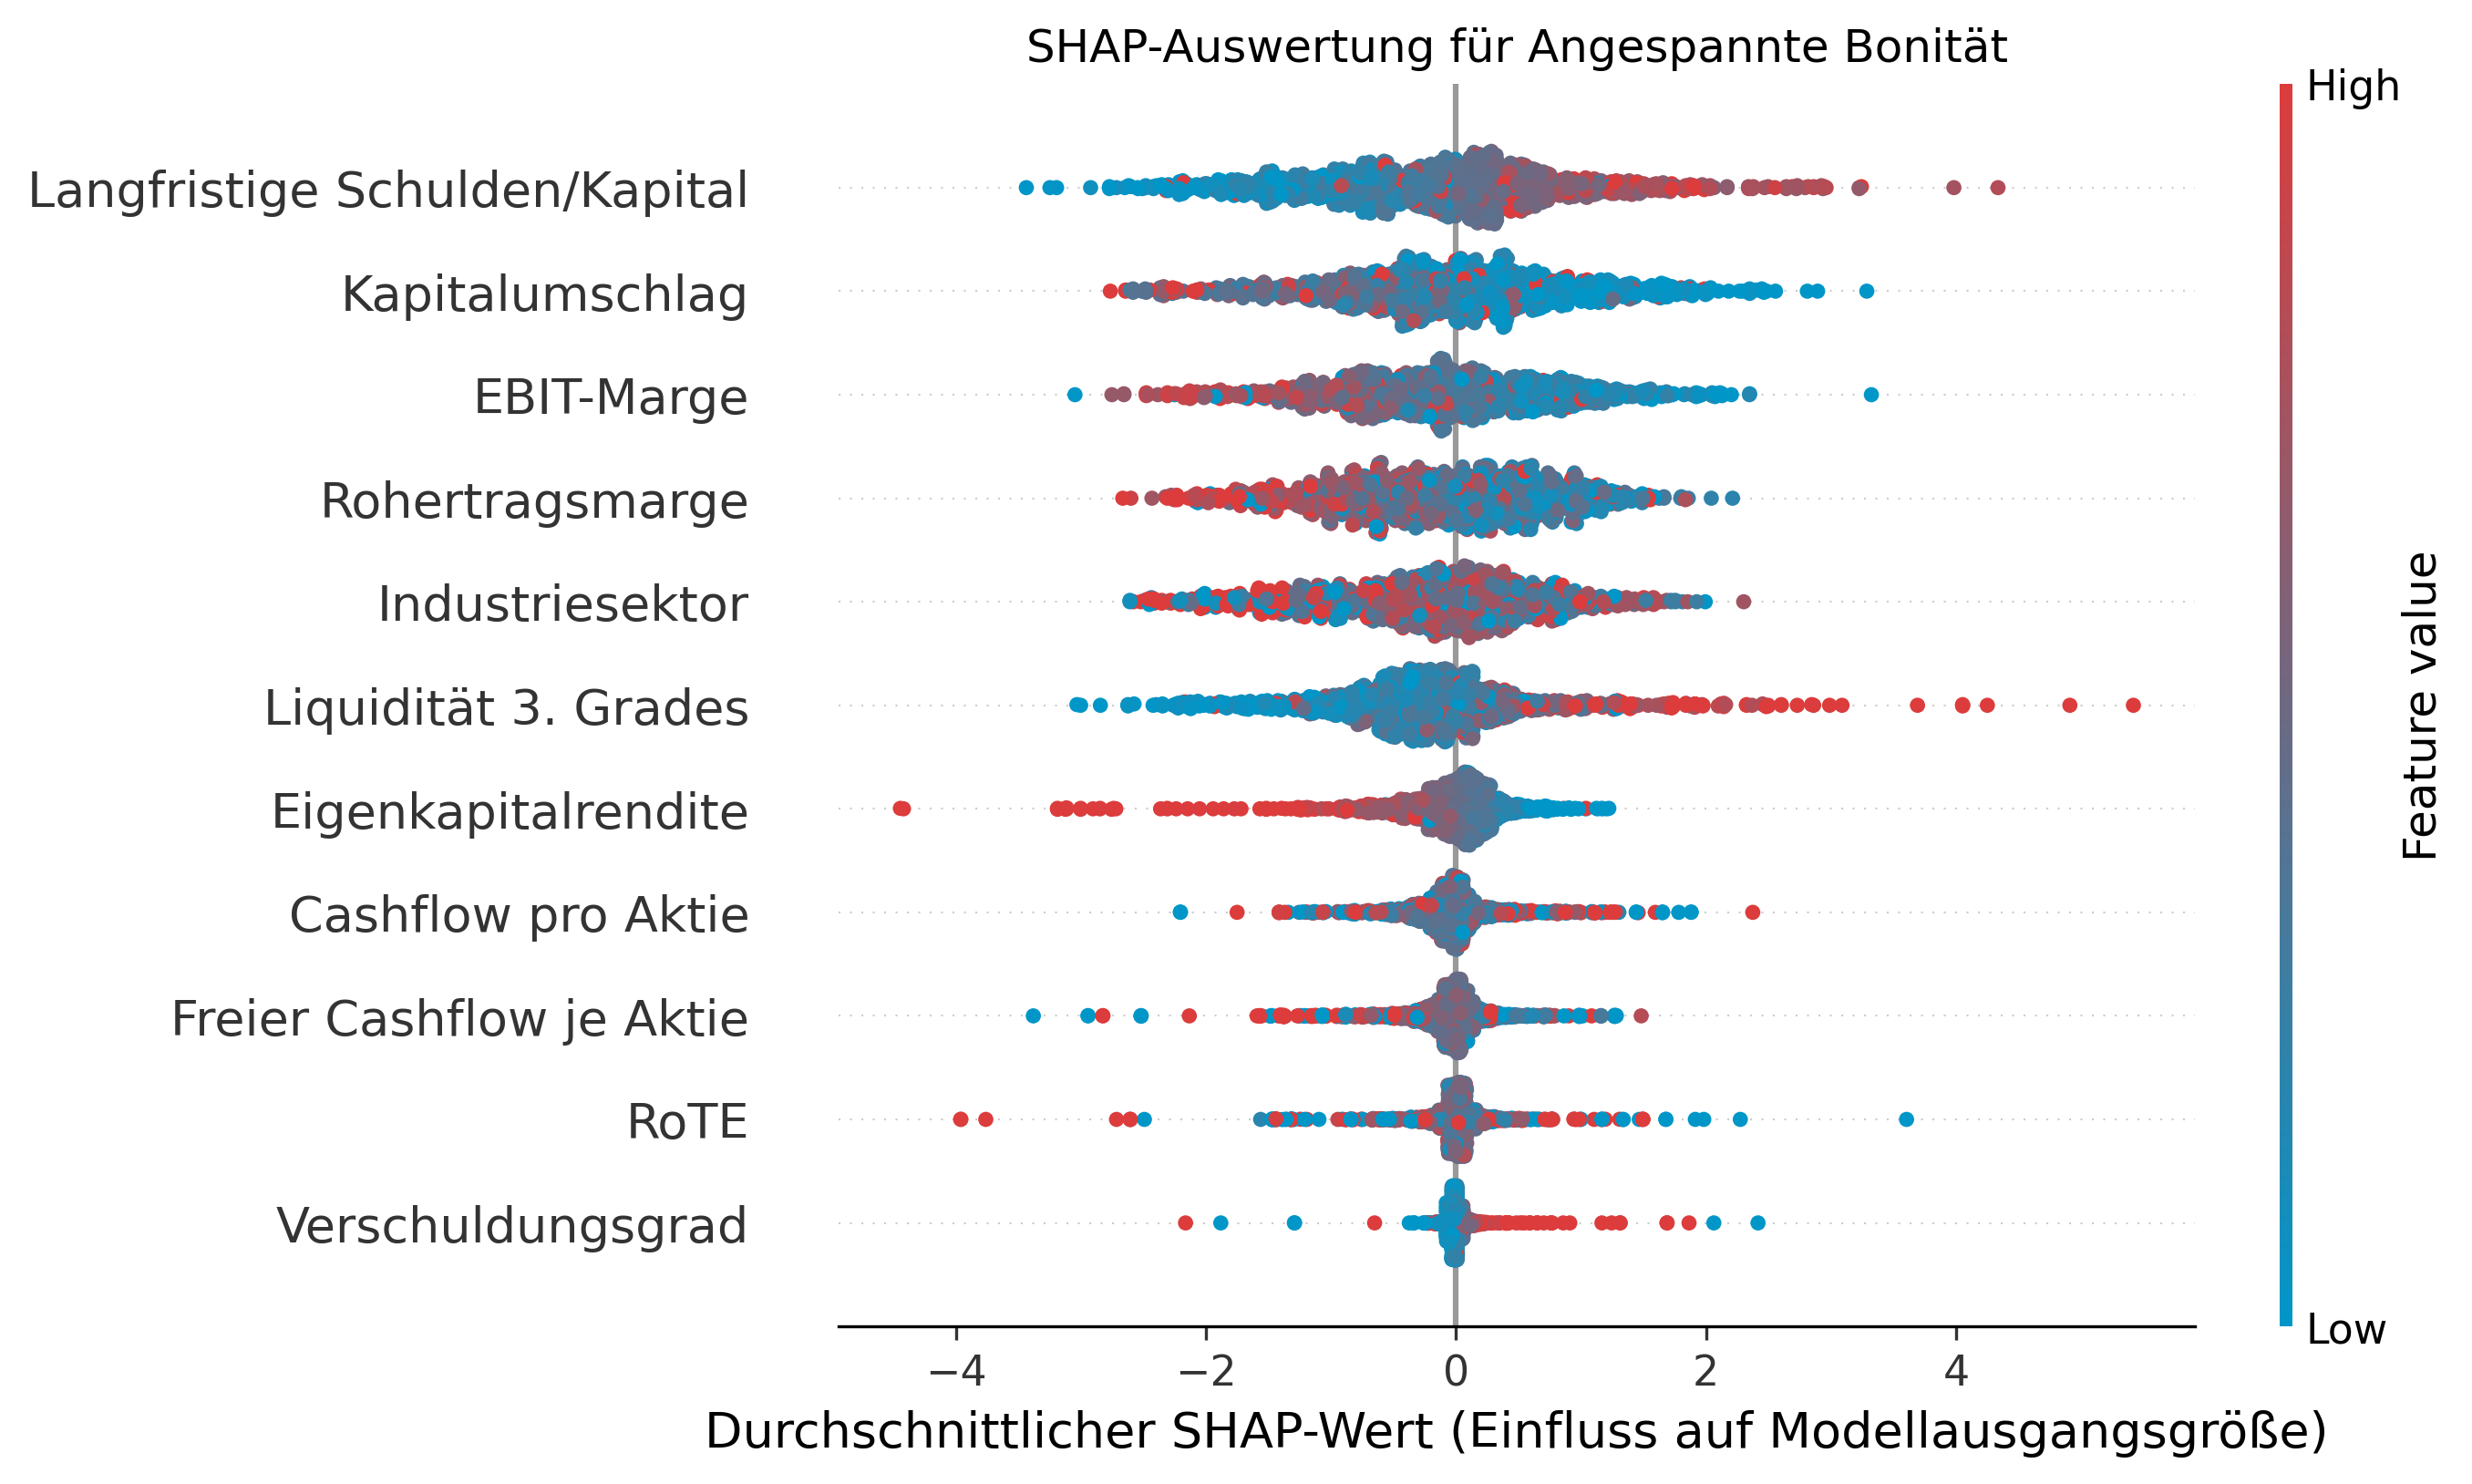 SHAP-Auswertung für Angespannte Bonität
High
Langfristige Schulden/Kapital
Kapitalumschlag
EBIT-Marge
Rohertragsmarge
Industriesektor
Liquidität 3. Grades
Eigenkapitalrendite
Cashflow pro Aktie
Freier Cashflow je Aktie
RoTE
Verschuldungsgrad
Feature value
Low
−4 −2 0 2 4
Durchschnittlicher SHAP-Wert (Einfluss auf Modellausgangsgröße)